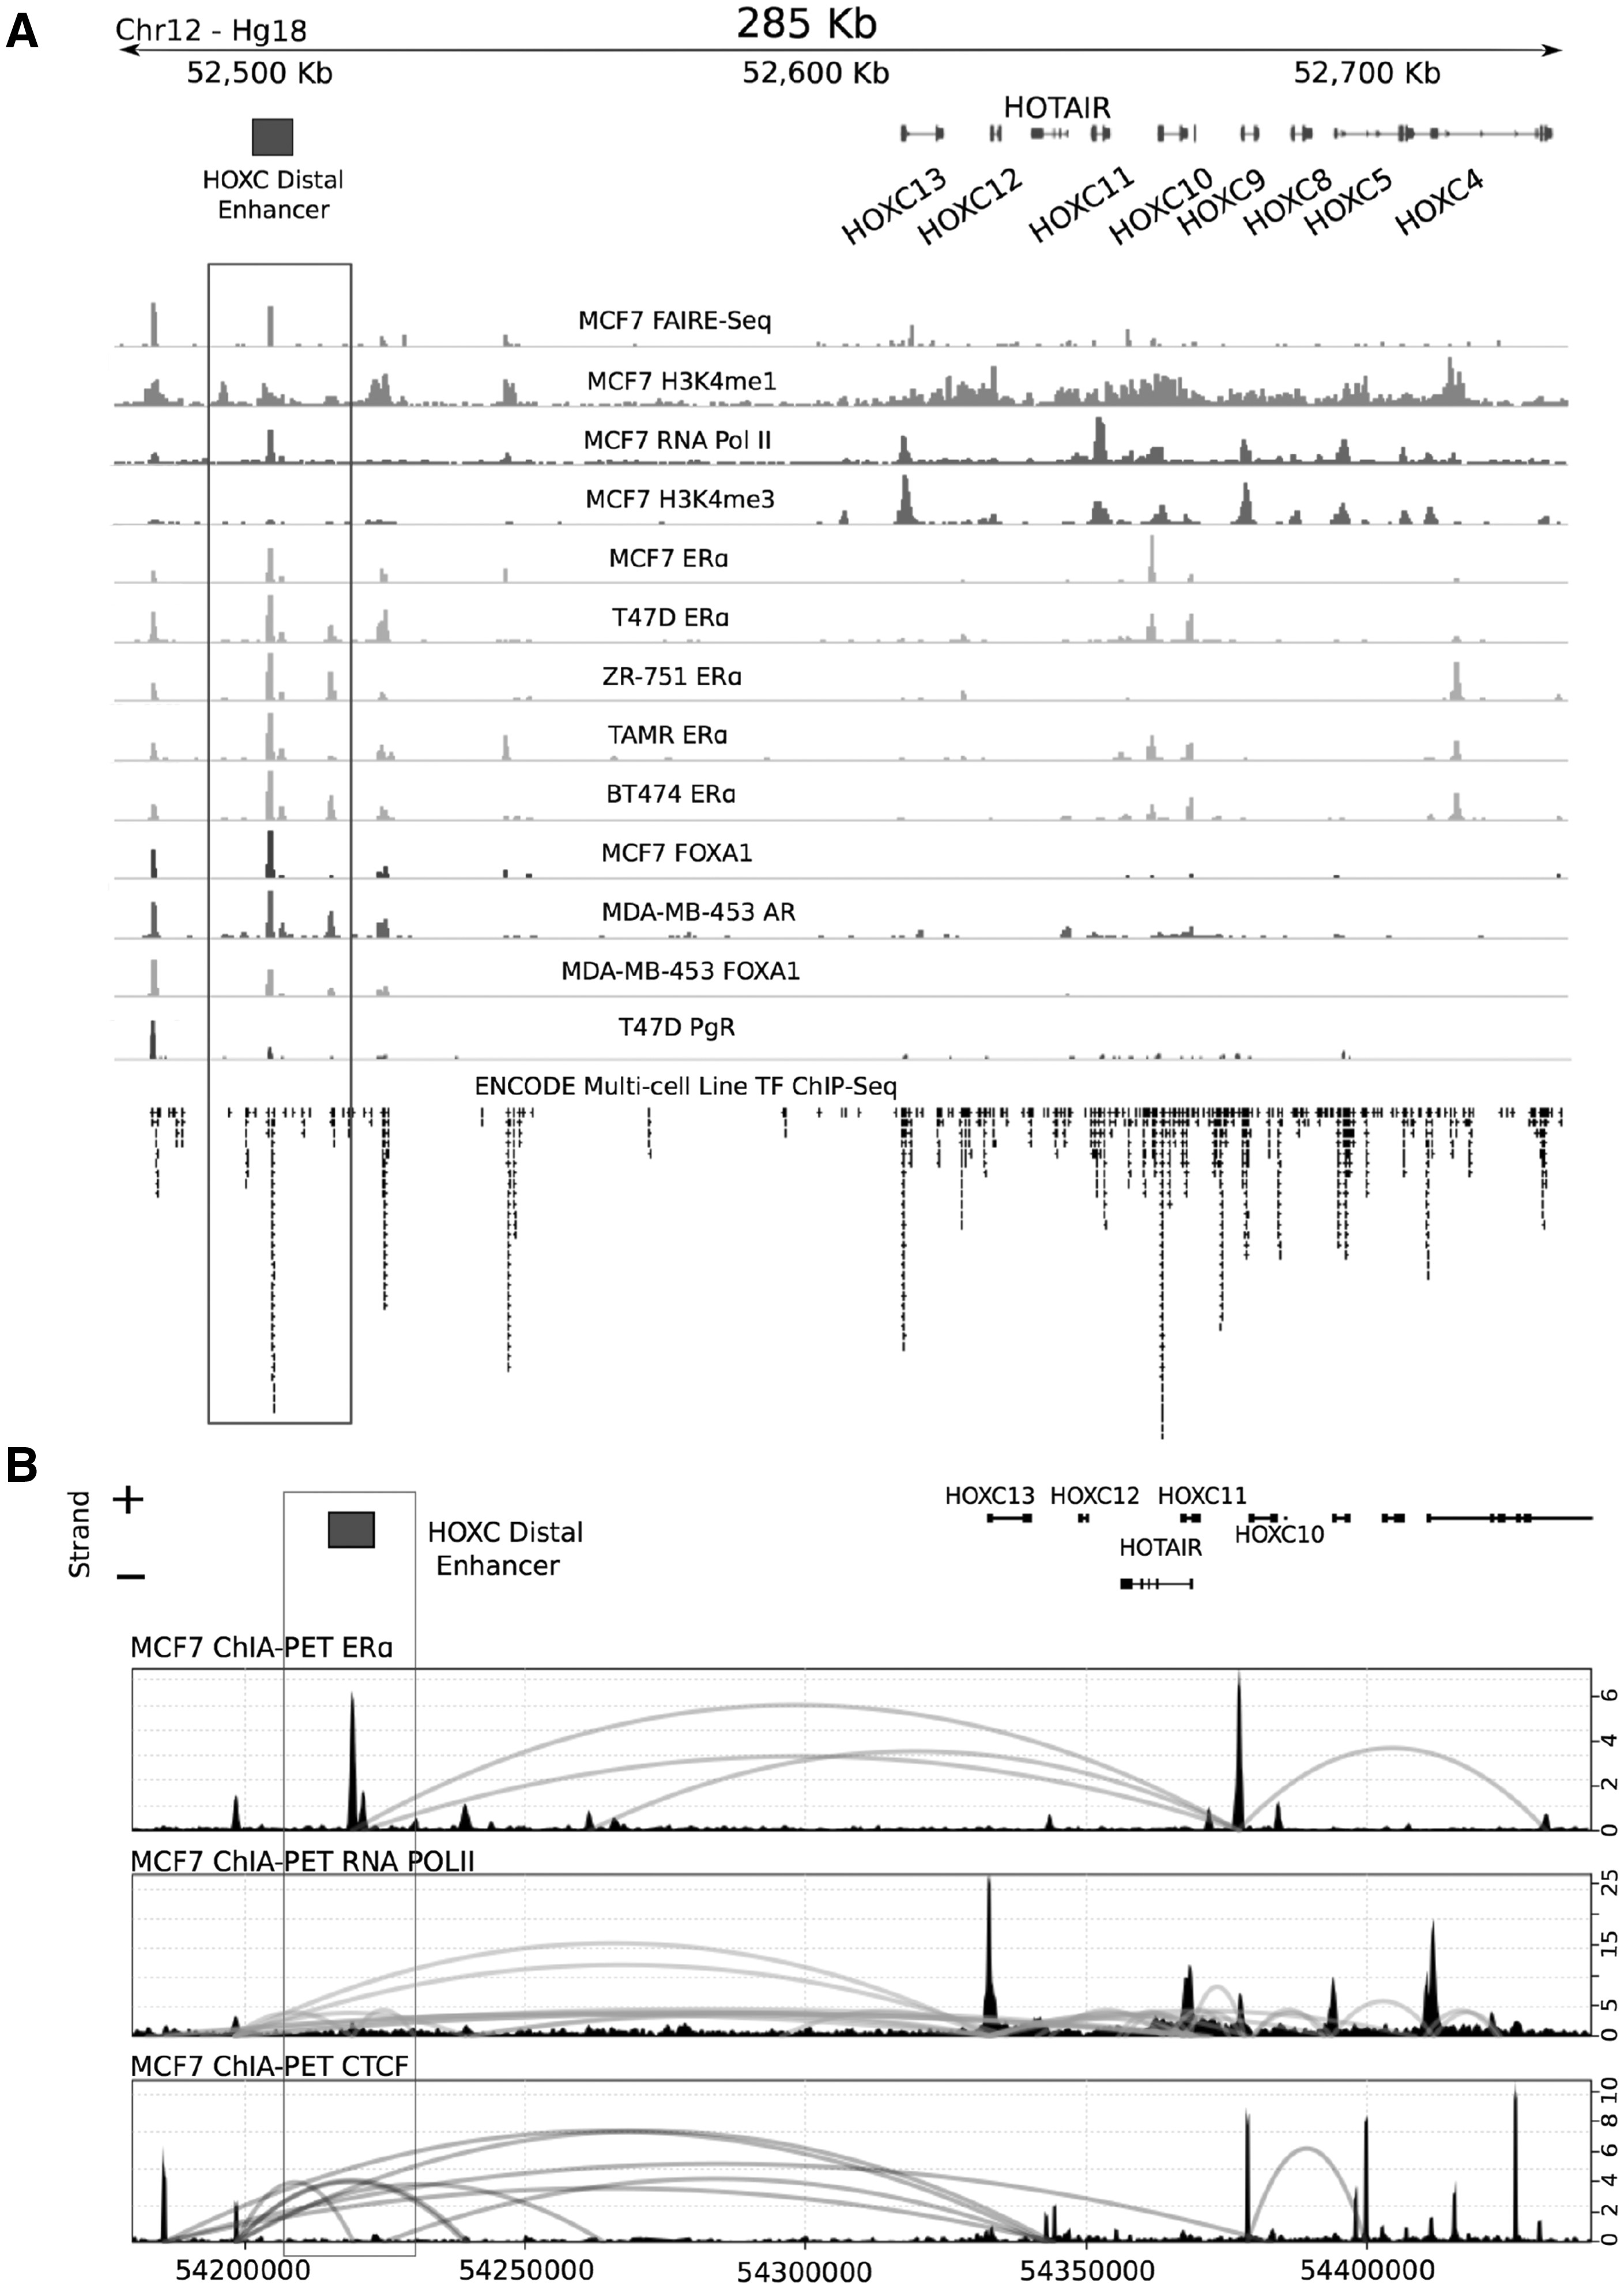 A
Chr12 - Hg18
285 Kb
52,500 Kb
52,600 Kb
52,700 Kb
HOTAIR
HOXC Distal
Enhancer
HOXC13
HOXC12
HOXC11
HOXC10
HOXC9
HOXC8
HOXC5
HOXC4
MCF7 FAIRE-Seq
MCF7 H3K4me1
MCF7 RNA Pol II
MCF7 H3K4me3
MCF7 ERα
T47D ERα
ZR-751 ERα
TAMR ERα
BT474 ERα
MCF7 FOXA1
MDA-MB-453 AR
MDA-MB-453 FOXA1
T47D PgR
ENCODE Multi-cell Line TF ChIP-Seq
B
Strand
+
−
HOXC Distal
Enhancer
HOXC13
HOXC12
HOXC11
HOXC10
HOTAIR
MCF7 ChIA-PET ERα
6
4
2
0
MCF7 ChIA-PET RNA POLII
25
15
5
0
MCF7 ChIA-PET CTCF
10
8
6
4
2
0
54200000
54250000
54300000
54350000
54400000